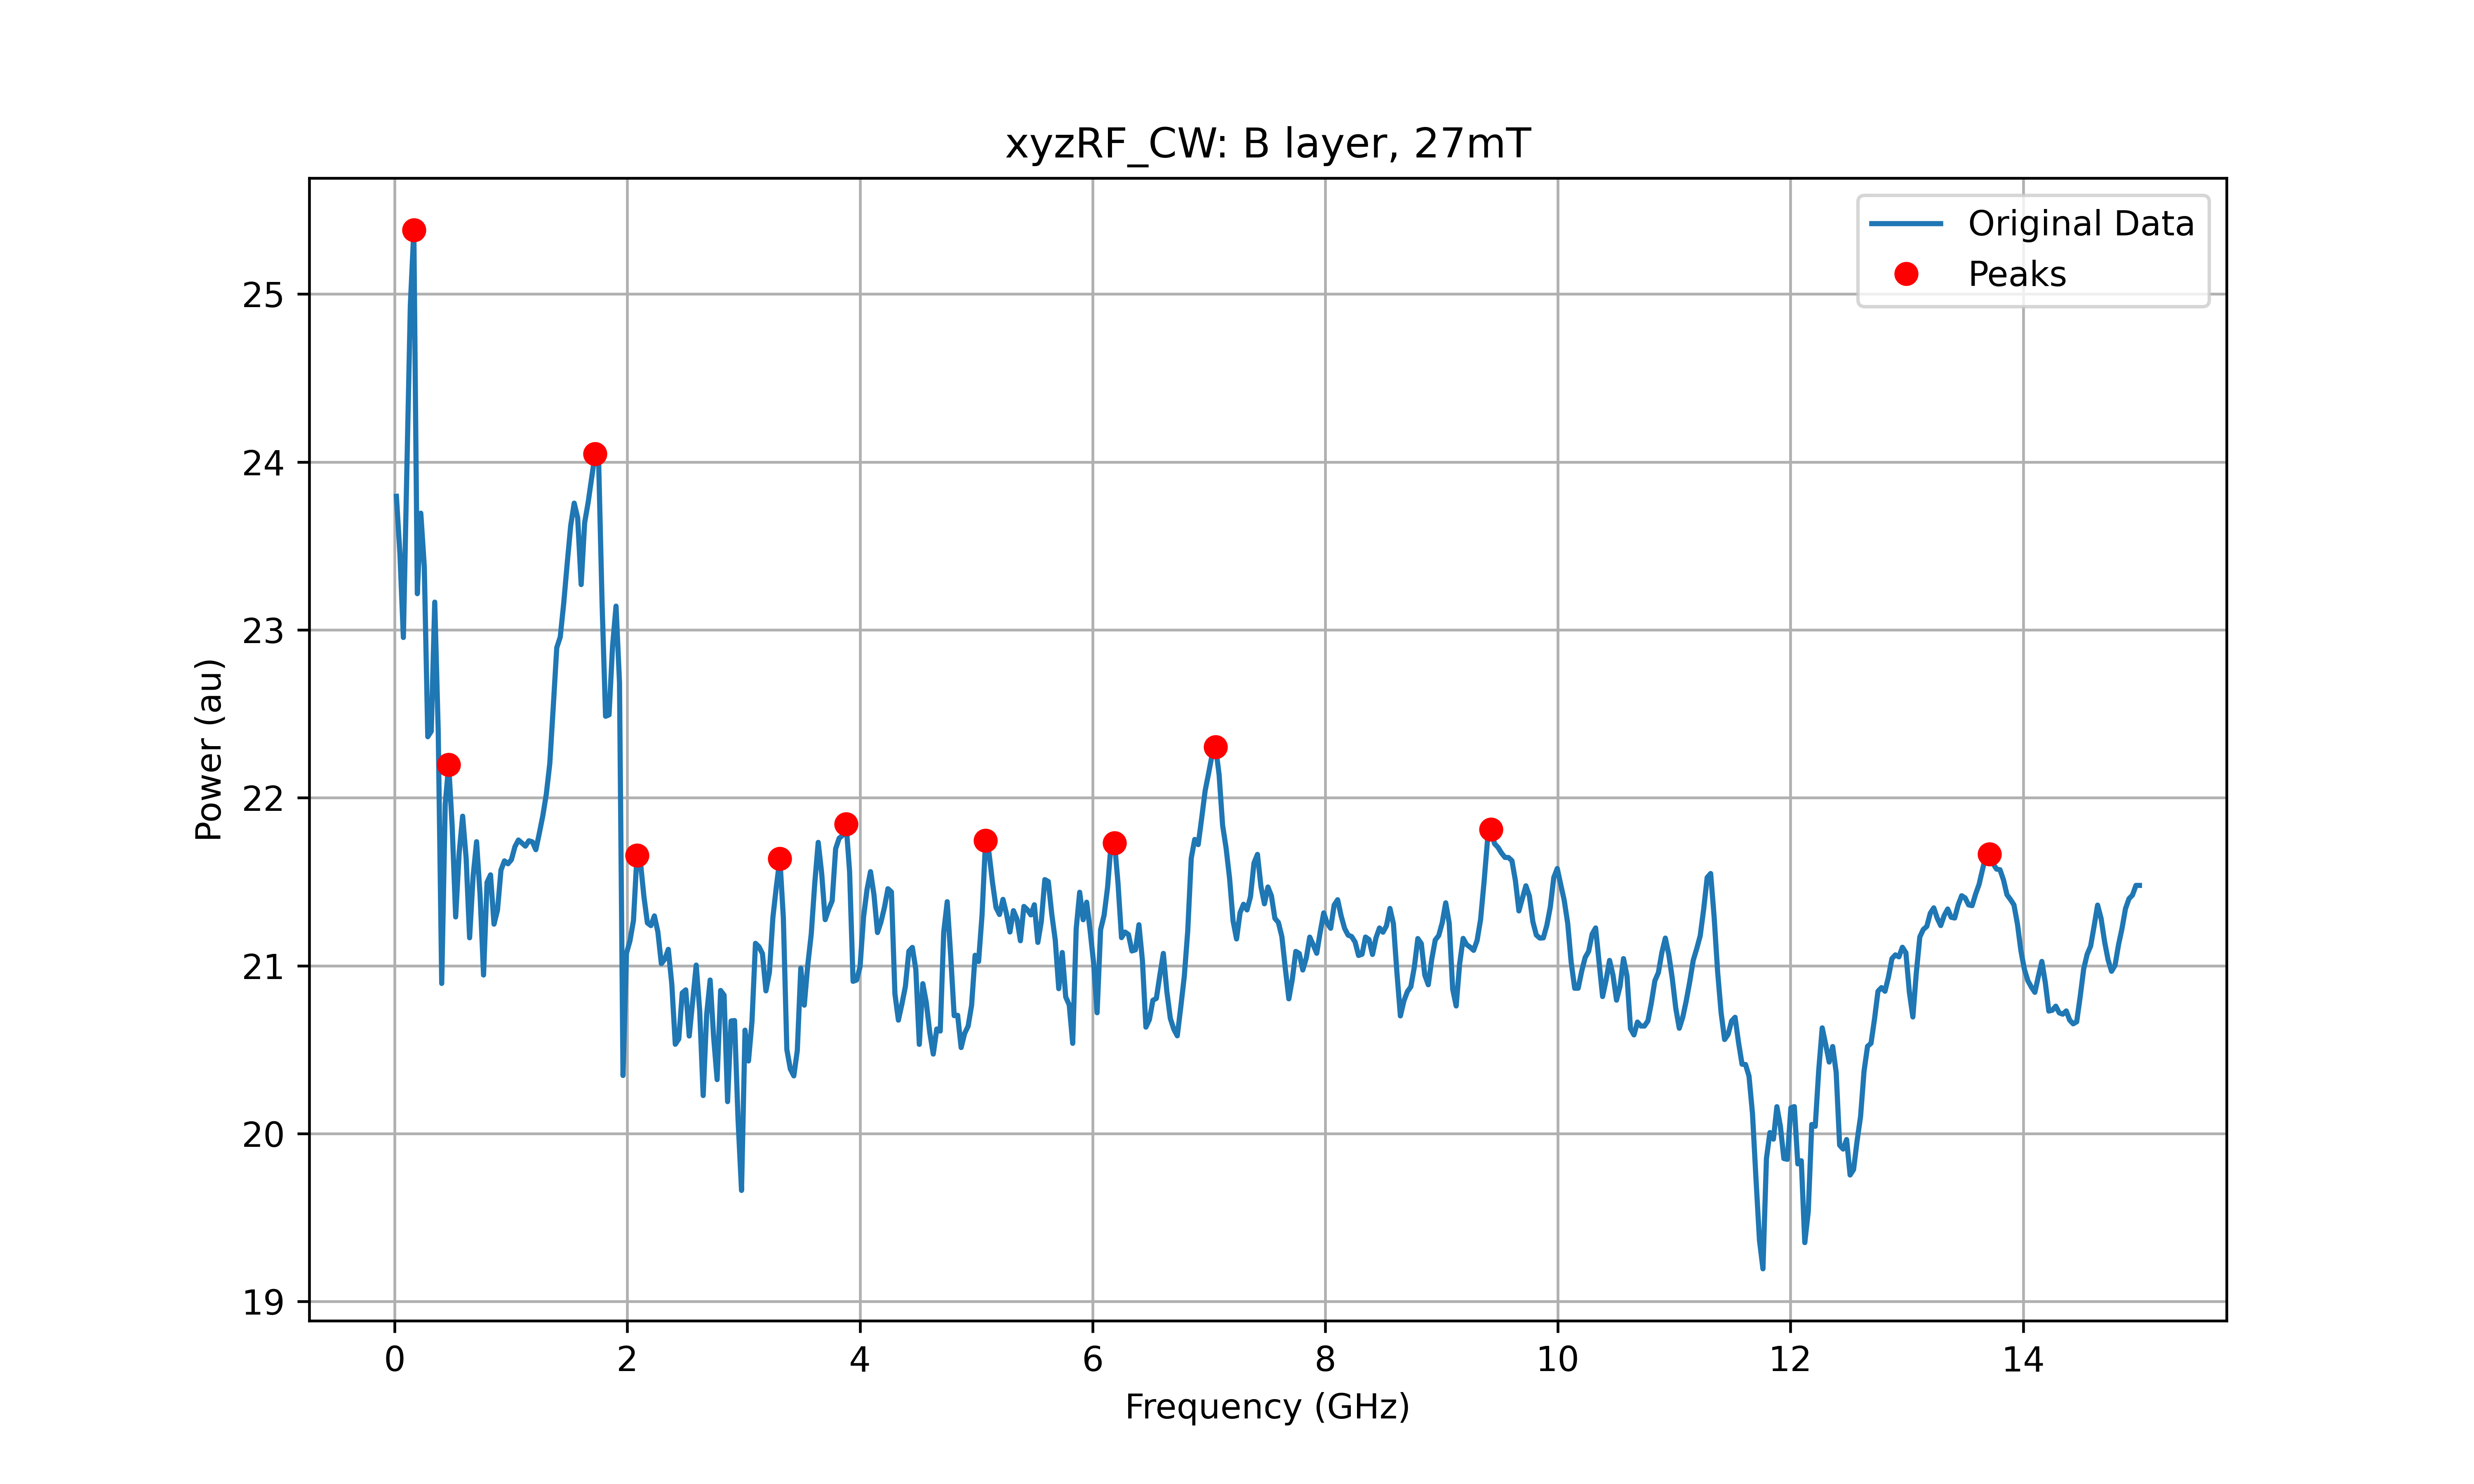 xyzRF_CW: B layer, 27mT
Original Data
Peaks
25
24
23
22
21
20
19
Power (au)
0 2 4 6 8 10 12 14
Frequency (GHz)